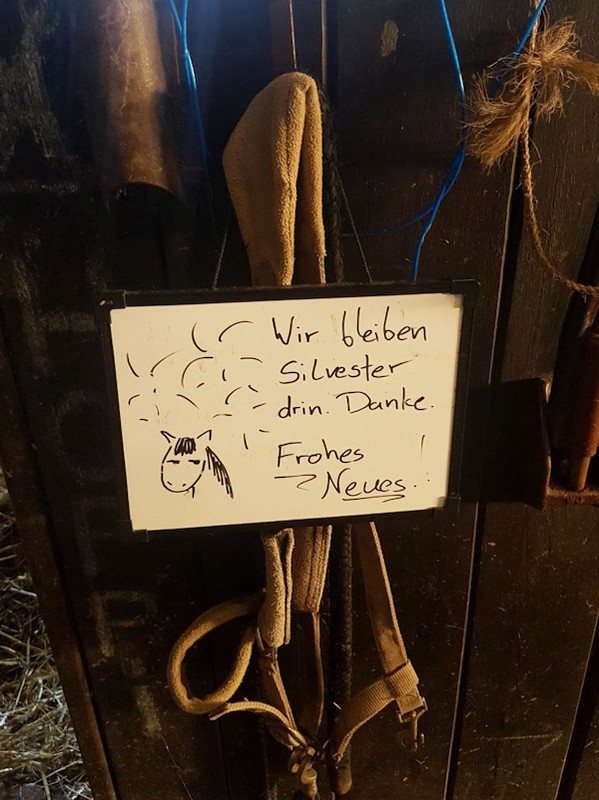 Wir bleiben
Silvester
drin. Danke.
Frohes
Neues!